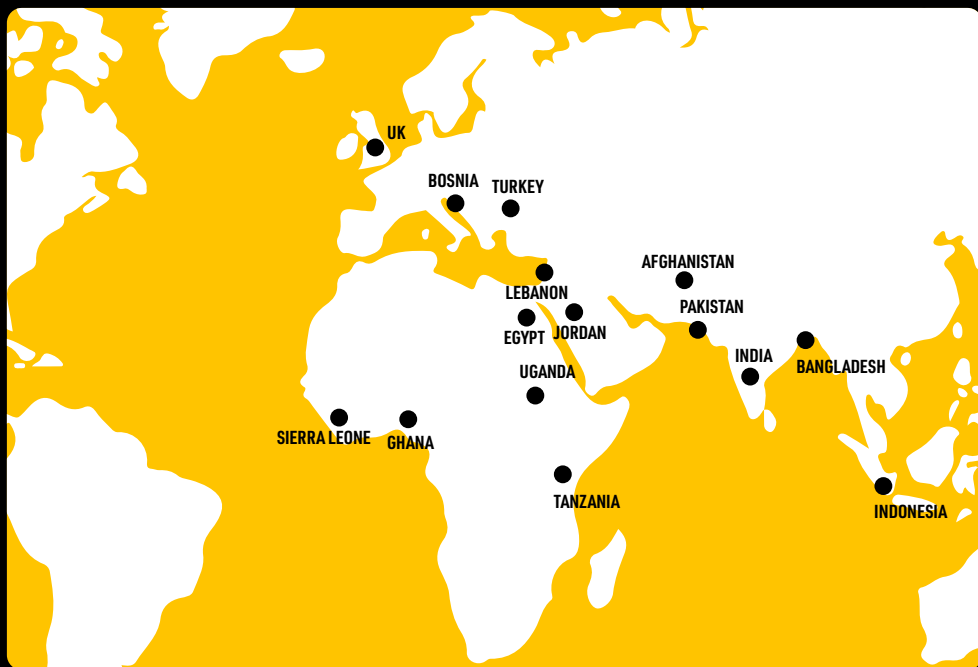 UK
BOSNIA
TURKEY
AFGHANISTAN
LEBANON
PAKISTAN
EGYPT
JORDAN
INDIA
BANGLADESH
UGANDA
SIERRA LEONE
GHANA
TANZANIA
INDONESIA